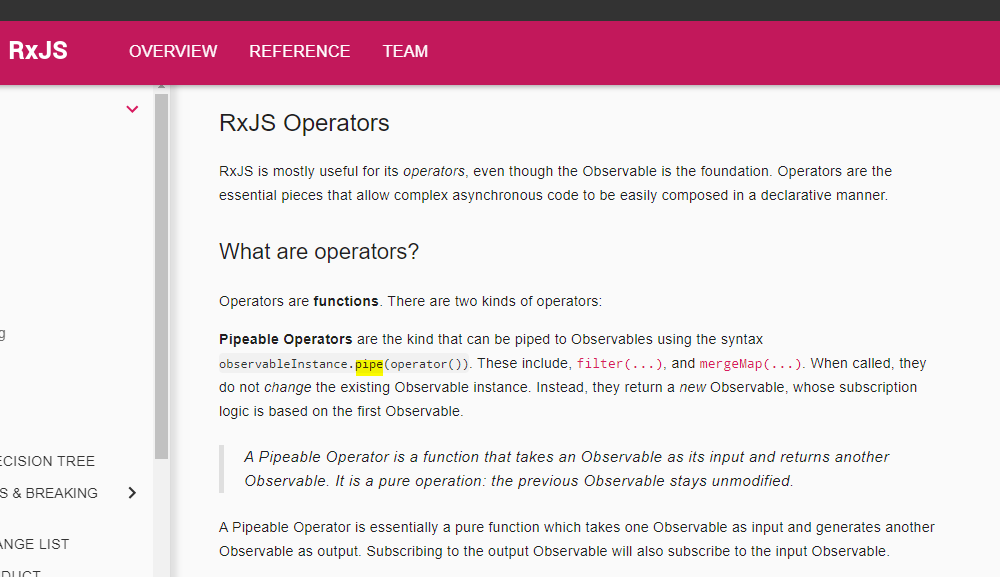 RxJS
OVERVIEW
REFERENCE
TEAM
RxJS Operators
RxJS is mostly useful for its operators, even though the Observable is the foundation. Operators are the
essential pieces that allow complex asynchronous code to be easily composed in a declarative manner.
What are operators?
Operators are functions. There are two kinds of operators:
Pipeable Operators are the kind that can be piped to Observables using the syntax
observableInstance.pipe(operator()). These include, filter(...), and mergeMap(...). When called, they
do not change the existing Observable instance. Instead, they return a new Observable, whose subscription
logic is based on the first Observable.
A Pipeable Operator is a function that takes an Observable as its input and returns another
Observable. It is a pure operation: the previous Observable stays unmodified.
A Pipeable Operator is essentially a pure function which takes one Observable as input and generates another
Observable as output. Subscribing to the output Observable will also subscribe to the input Observable.
g
ECISION TREE
S & BREAKING
ANGE LIST
DUCT